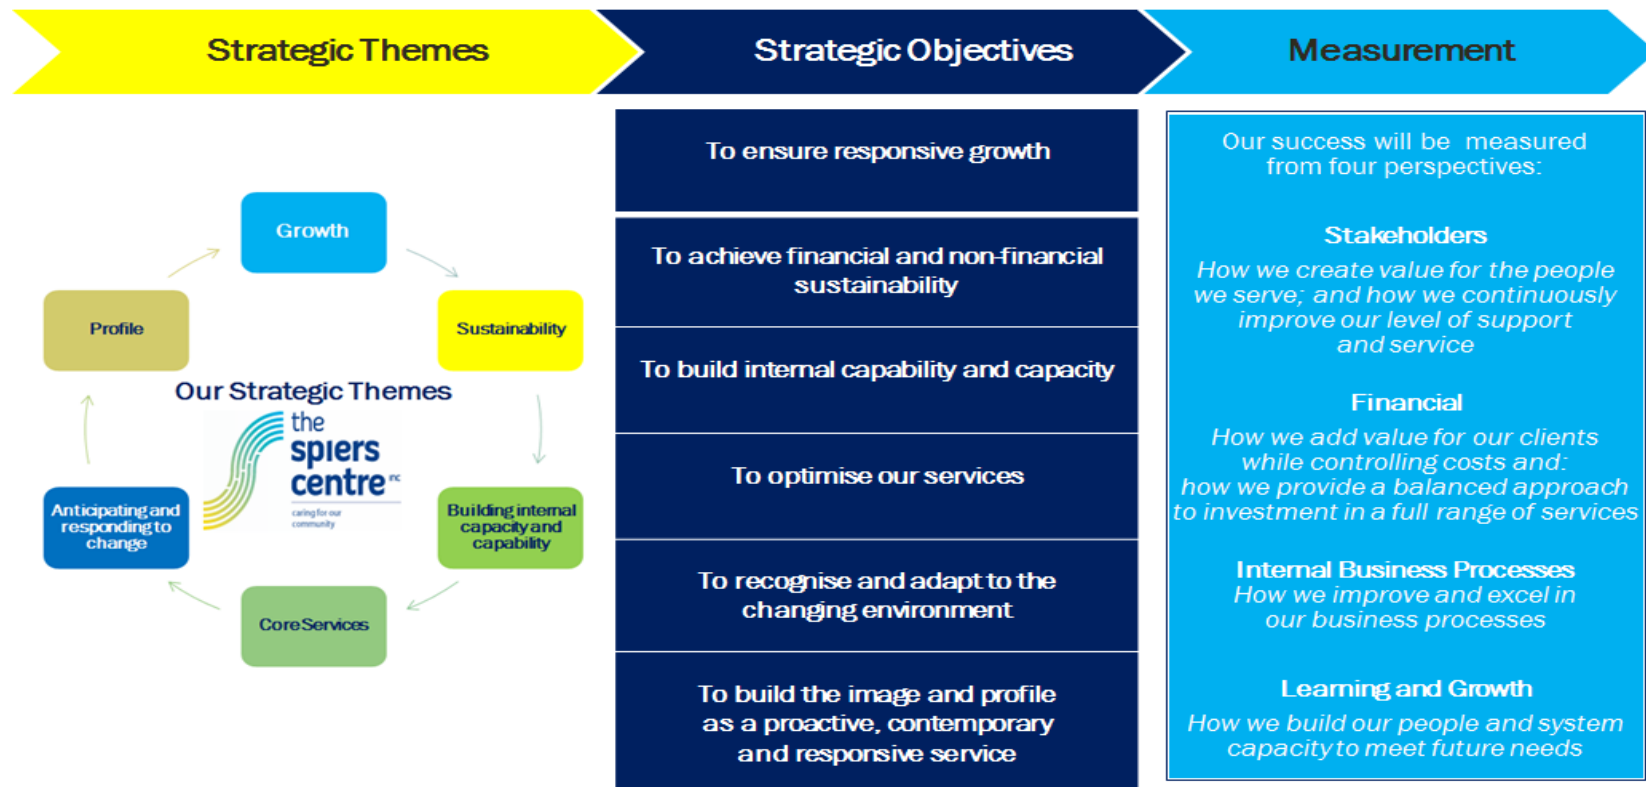 Strategic Themes
Strategic Objectives
Measurement
Growth
Sustainability
Building internal
capacity and
capability
Core Services
Anticipating and
responding to
change
Profile
Our Strategic Themes
the
spiers
centre inc
caring for our
community
To ensure responsive growth
To achieve financial and non-financial
sustainability
To build internal capability and capacity
To optimise our services
To recognise and adapt to the
changing environment
To build the image and profile
as a proactive, contemporary
and responsive service
Our success will be measured
from four perspectives:
Stakeholders
How we create value for the people
we serve; and how we continuously
improve our level of support
and service
Financial
How we add value for our clients
while controlling costs and:
how we provide a balanced approach
to investment in a full range of services
Internal Business Processes
How we improve and excel in
our business processes
Learning and Growth
How we build our people and system
capacity to meet future needs